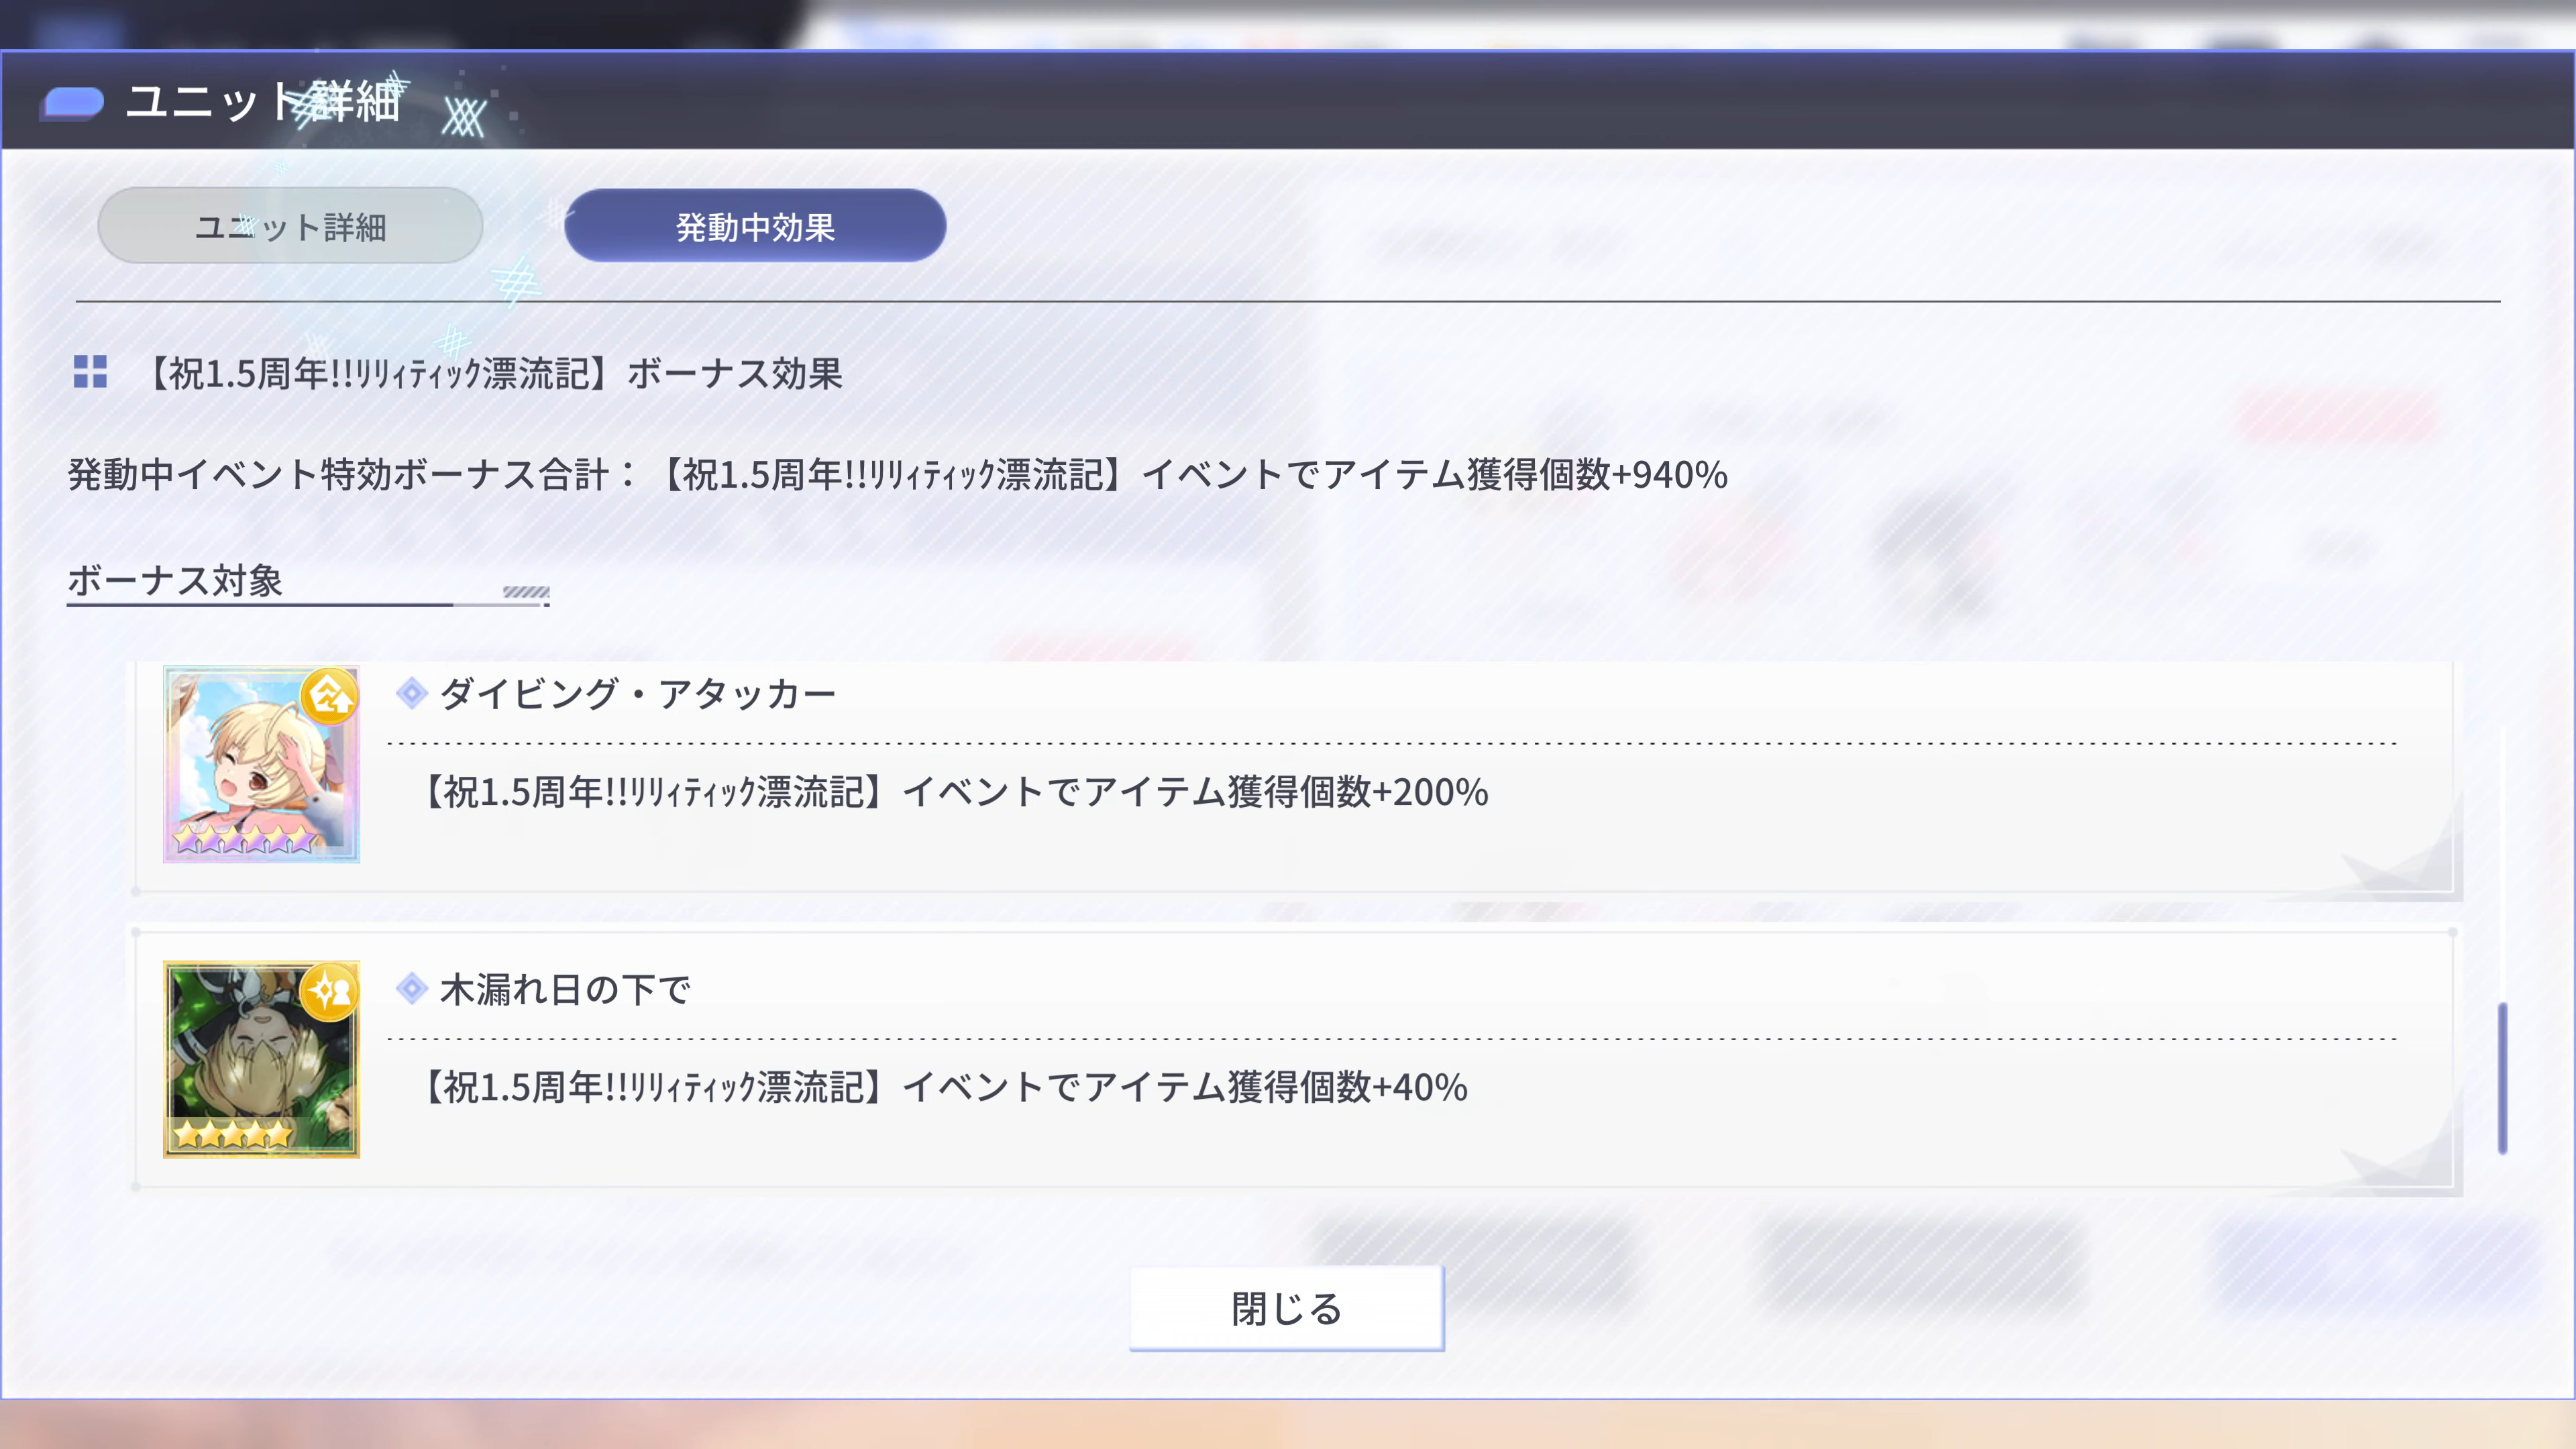 ユニット詳細
ユニット詳細
発動中効果
【祝1.5周年!!ﾘﾘｨﾃｨｯｸ漂流記】ボーナス効果
発動中イベント特効ボーナス合計：【祝1.5周年!!ﾘﾘｨﾃｨｯｸ漂流記】イベントでアイテム獲得個数+940%
ボーナス対象
ダイビング・アタッカー
【祝1.5周年!!ﾘﾘｨﾃｨｯｸ漂流記】イベントでアイテム獲得個数+200%
木漏れ日の下で
【祝1.5周年!!ﾘﾘｨﾃｨｯｸ漂流記】イベントでアイテム獲得個数+40%
閉じる